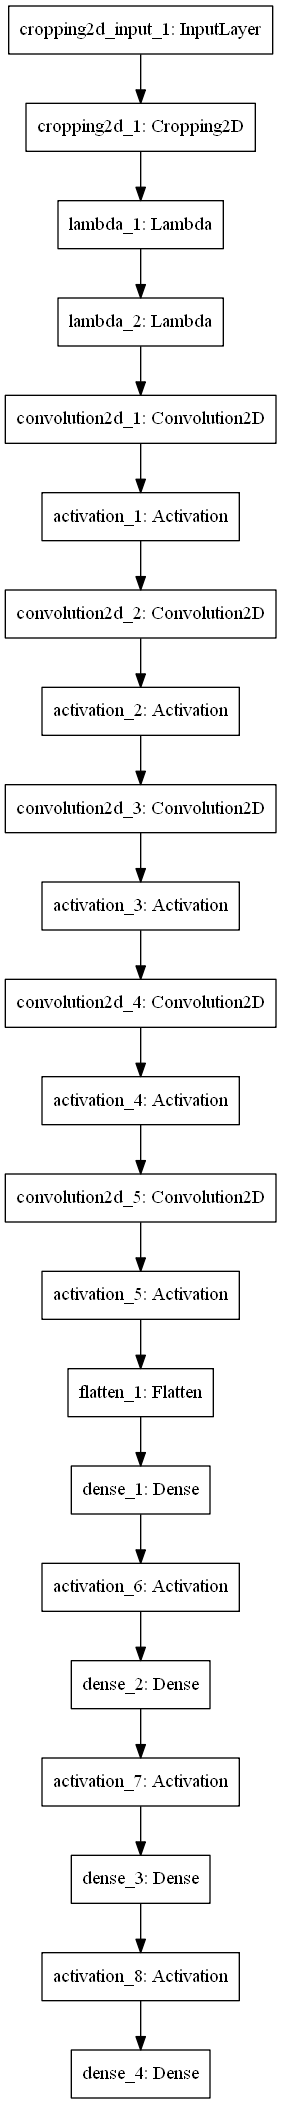 cropping2d_input_1: InputLayer
cropping2d_1: Cropping2D
lambda_1: Lambda
lambda_2: Lambda
convolution2d_1: Convolution2D
activation_1: Activation
convolution2d_2: Convolution2D
activation_2: Activation
convolution2d_3: Convolution2D
activation_3: Activation
convolution2d_4: Convolution2D
activation_4: Activation
convolution2d_5: Convolution2D
activation_5: Activation
flatten_1: Flatten
dense_1: Dense
activation_6: Activation
dense_2: Dense
activation_7: Activation
dense_3: Dense
activation_8: Activation
dense_4: Dense